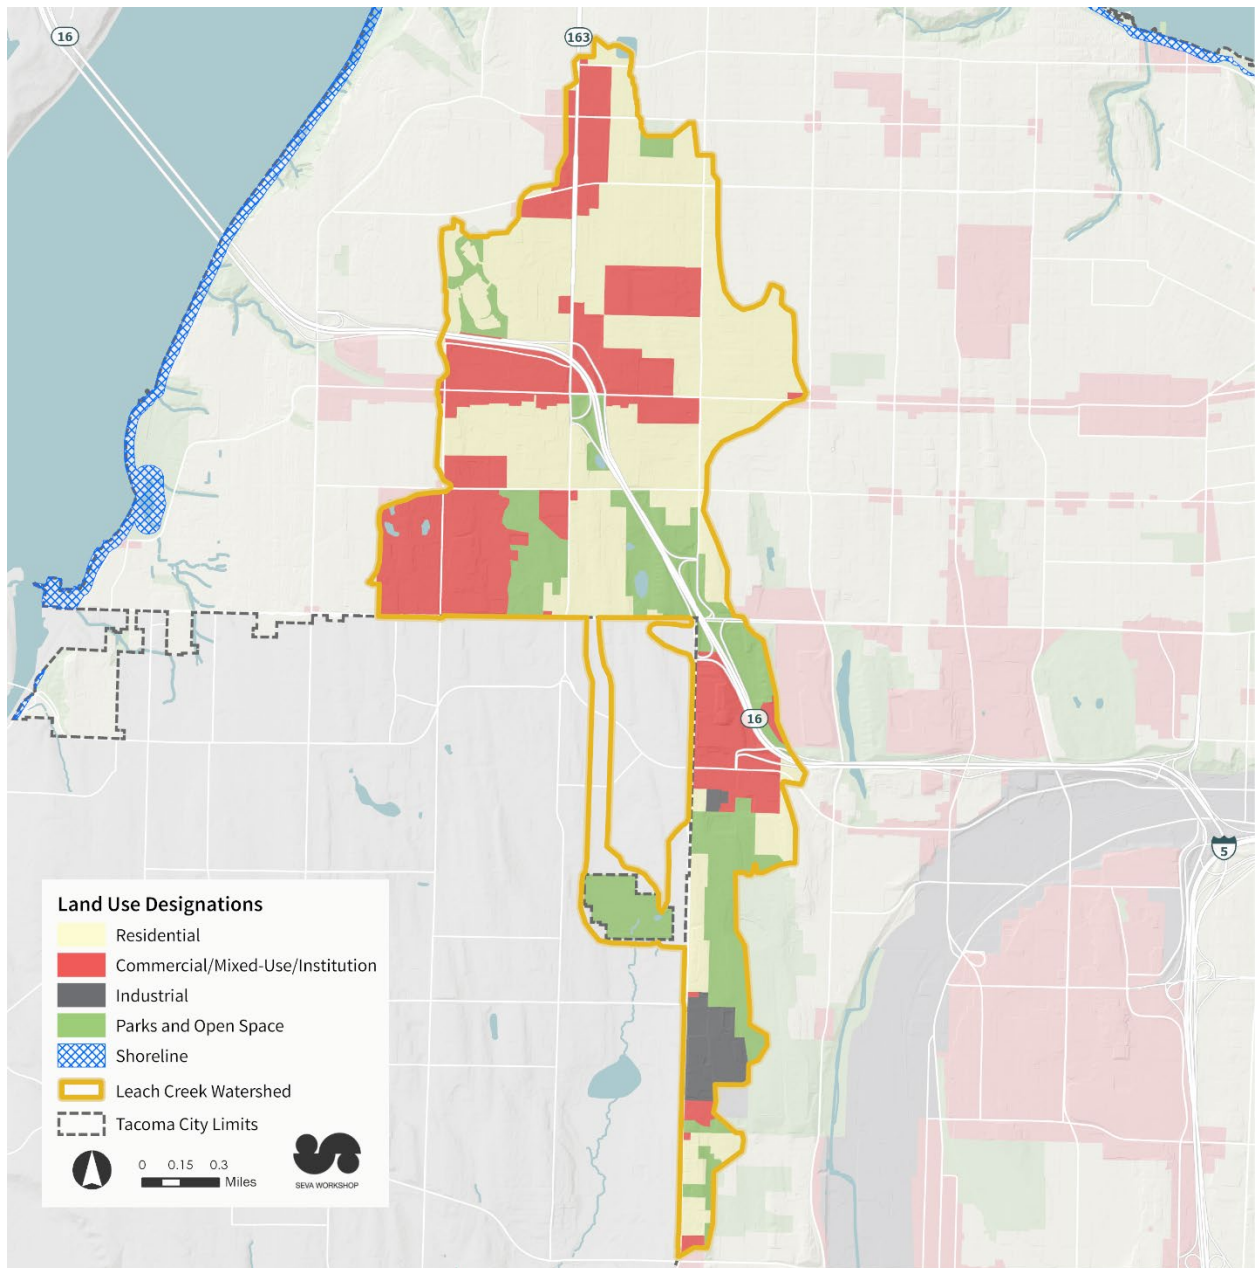 16
163
16
5
Land Use Designations
Residential
Commercial/Mixed-Use/Institution
Industrial
Parks and Open Space
Shoreline
Leach Creek Watershed
Tacoma City Limits
0 0.15 0.3
Miles
SEVA WORKSHOP